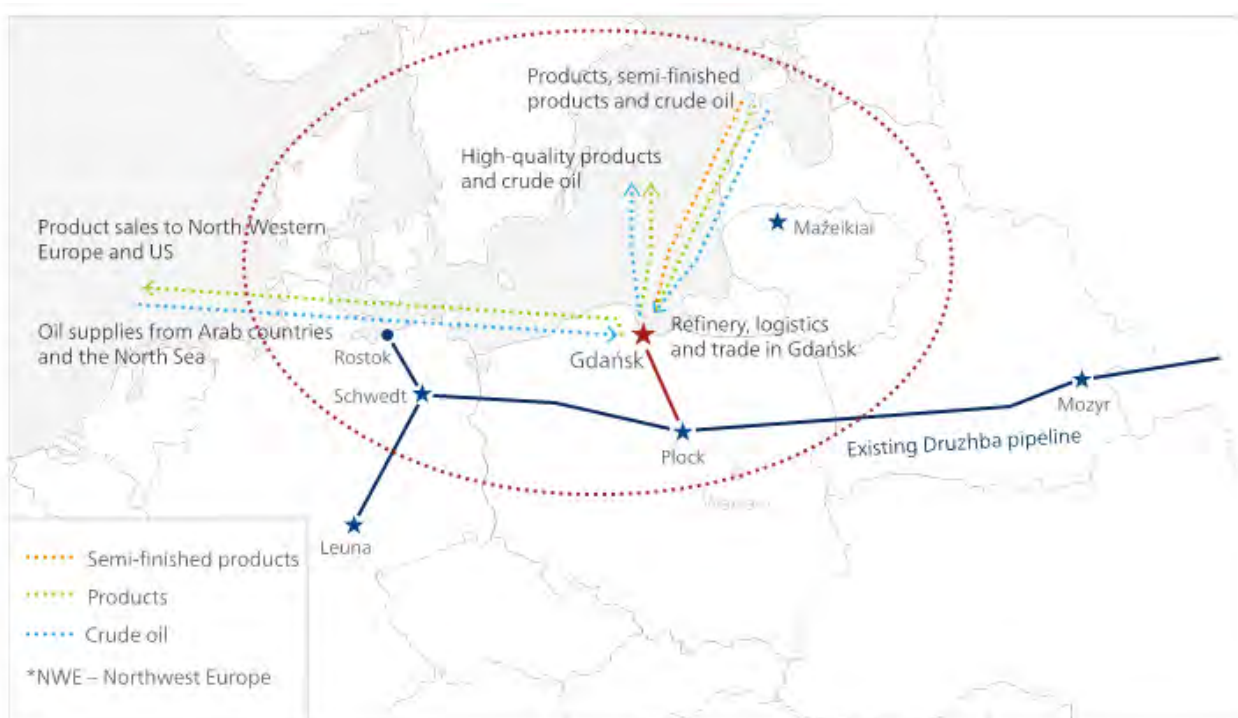 Products, semi-finished
products and crude oil
High-quality products
and crude oil
Mažeikiai
Product sales to North Western
Europe and US
Oil supplies from Arab countries
and the North Sea
Rostok
Gdańsk
Refinery, logistics
and trade in Gdańsk
Schwedt
Mozyr
Płock
Existing Druzhba pipeline
Leuna
Semi-finished products
Products
Crude oil
*NWE – Northwest Europe